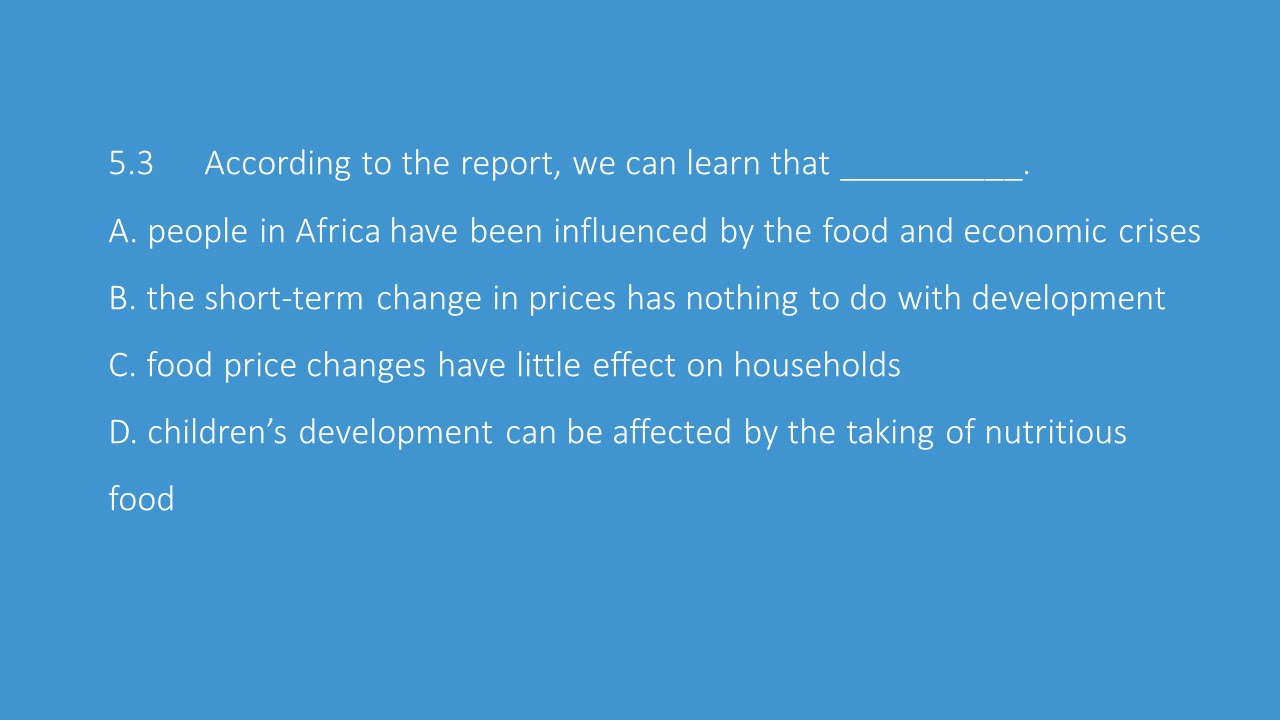 5.3 According to the report, we can learn that __________.
A. people in Africa have been influenced by the food and economic crises
B. the short-term change in prices has nothing to do with development
C. food price changes have little effect on households
D. children’s development can be affected by the taking of nutritious
food